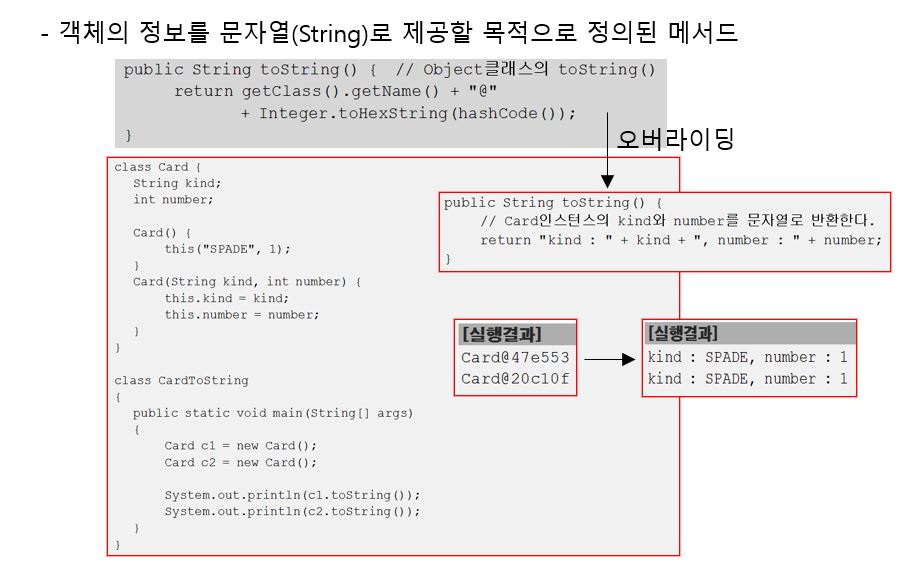 - 객체의 정보를 문자열(String)로 제공할 목적으로 정의된 메서드
public String toString() {  // Object클래스의 toString()
return getClass().getName() + "@"
+ Integer.toHexString(hashCode());
}
오버라이딩
class Card {
String kind;
int number;
Card() {
this("SPADE", 1);
}
Card(String kind, int number) {
this.kind = kind;
this.number = number;
}
}
class CardToString
{
public static void main(String[] args)
{
Card c1 = new Card();
Card c2 = new Card();
System.out.println(c1.toString());
System.out.println(c2.toString());
}
}
public String toString() {
// Card인스턴스의 kind와 number를 문자열로 반환한다.
return "kind : " + kind + ", number : " + number;
}
[실행결과]
Card@47e553
Card@20c10f
[실행결과]
kind : SPADE, number : 1
kind : SPADE, number : 1